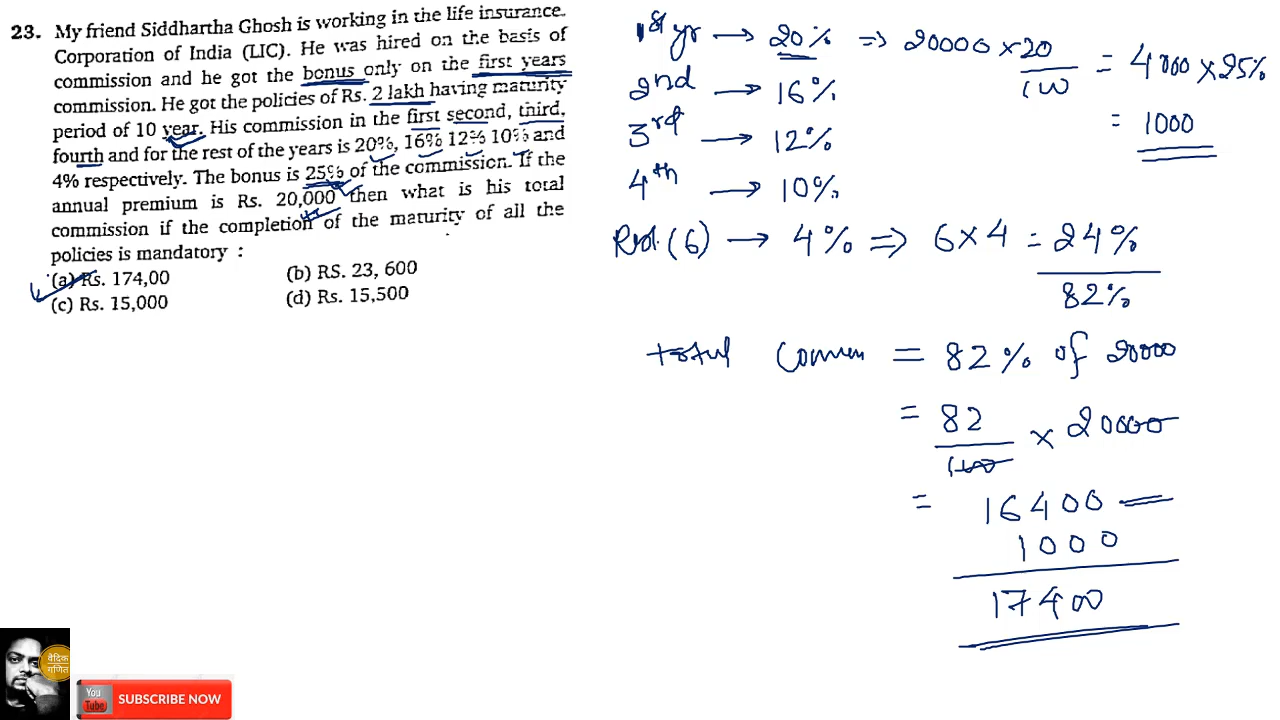 23. My friend Siddhartha Ghosh is working in the life insurance
Corporation of India (LIC). He was hired on the basis of
commission and he got the bonus only on the first years
commission. He got the policies of Rs. 2 lakh having maturity
period of 10 year. His commission in the first second, third,
fourth and for the rest of the years is 20%, 16% 12% 10% and
4% respectively. The bonus is 25% of the commission. If the
annual premium is Rs. 20,000 then what is his total
commission if the completion of the maturity of all the
policies is mandatory :
(a) Rs. 174,00 (b) RS. 23, 600
(c) Rs. 15,000 (d) Rs. 15,500
1st yr → 20% ⇒ 20000 × 20 / 100 = 4000 × 25%
2nd → 16% = 1000
3rd → 12%
4th → 10%
(6) → 4% ⇒ 6 × 4 = 24%
82%
total Comm = 82% of 20000
= 82 / 100 × 20000
= 16400
1000
17400
वैदिक
गणित
You
Tube
SUBSCRIBE NOW